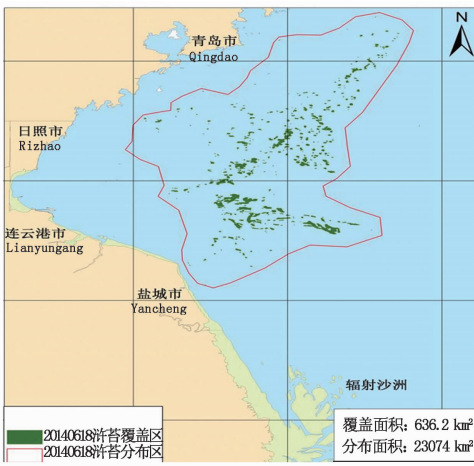 N
青岛市
Qingdao
日照市
Rizhao
连云港市
Lianyungang
盐城市
Yancheng
辐射沙洲
20140618浒苔覆盖区
20140618浒苔分布区
覆盖面积: 636.2 km²
分布面积: 23074 km²